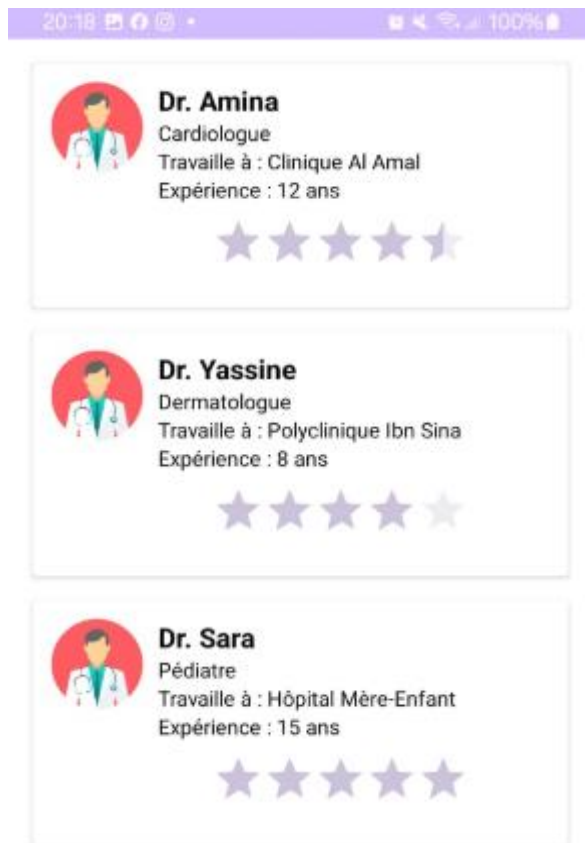 20:18
100%
Dr. Amina
Cardiologue
Travaille à : Clinique Al Amal
Expérience : 12 ans
Dr. Yassine
Dermatologue
Travaille à : Polyclinique Ibn Sina
Expérience : 8 ans
Dr. Sara
Pédiatre
Travaille à : Hôpital Mère-Enfant
Expérience : 15 ans